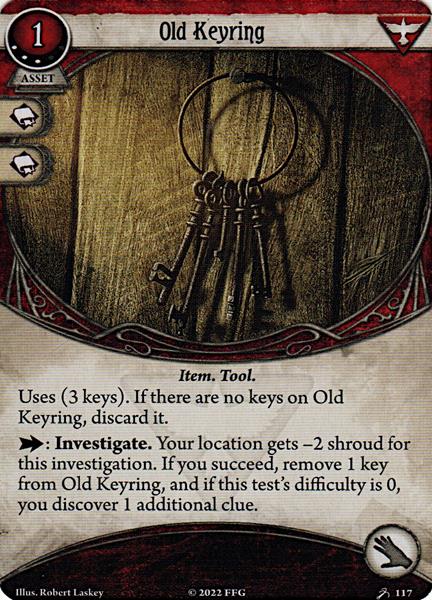 Old Keyring
1
ASSET
Item. Tool.
Uses (3 keys). If there are no keys on Old
Keyring, discard it.
: Investigate. Your location gets –2 shroud for
this investigation. If you succeed, remove 1 key
from Old Keyring, and if this test's difficulty is 0,
you discover 1 additional clue.
Illus. Robert Laskey
© 2022 FFG
117